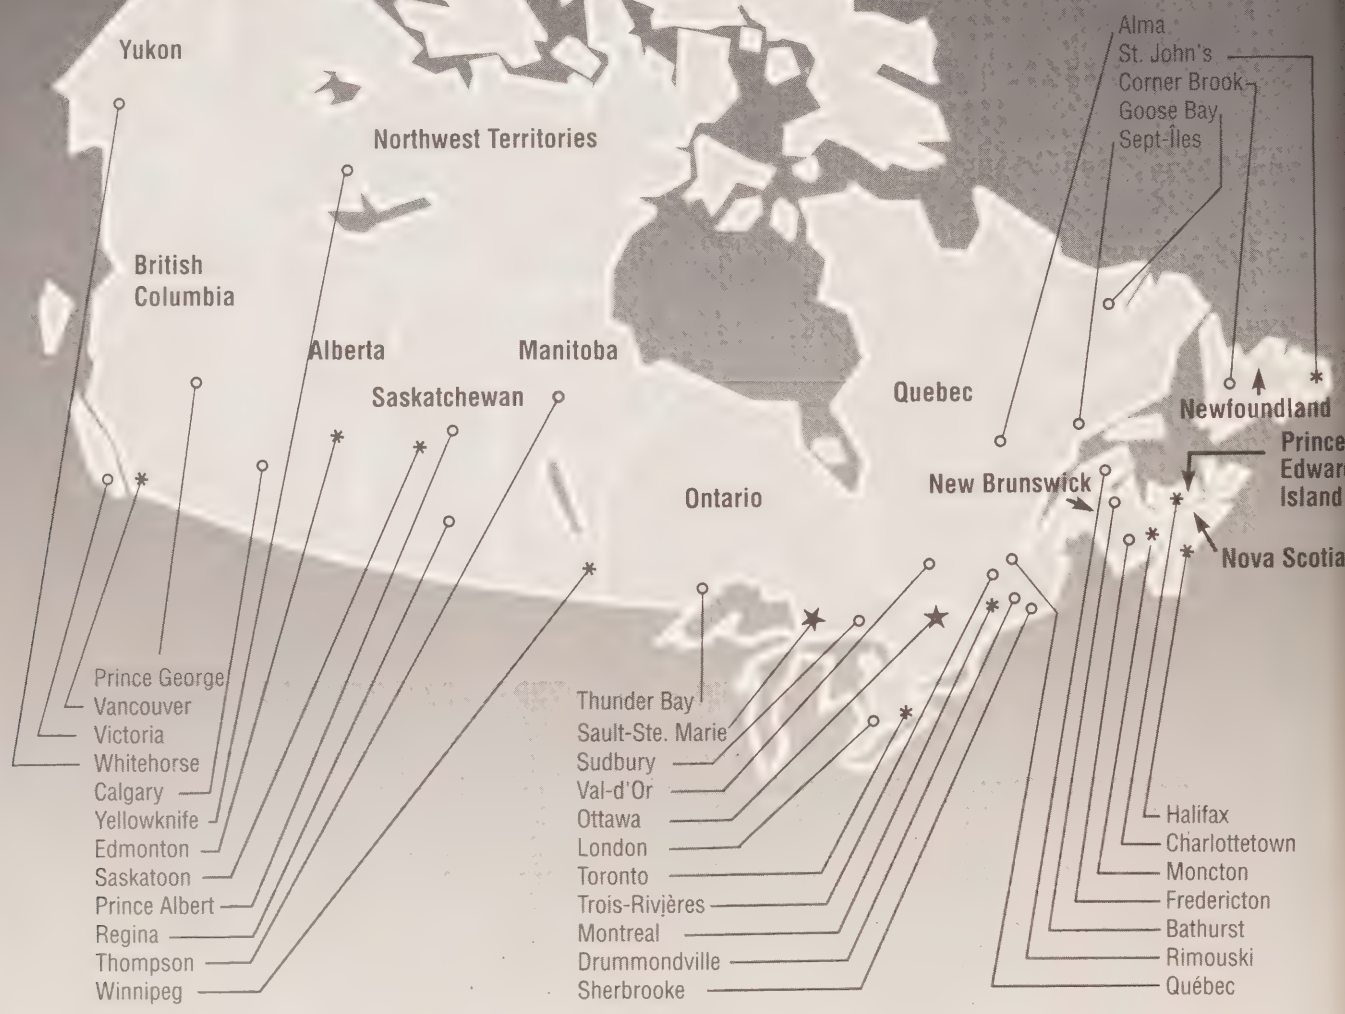 Yukon
Northwest Territories
British
Columbia
Alberta
Manitoba
Saskatchewan
Quebec
Ontario
New Brunswick
Newfoundland
Prince
Edwar
Island
Nova Scotia
Alma
St. John's
Corner Brook
Goose Bay
Sept-Îles
Prince George
Vancouver
Victoria
Whitehorse
Calgary
Yellowknife
Edmonton
Saskatoon
Prince Albert
Regina
Thompson
Winnipeg
Thunder Bay
Sault-Ste. Marie
Sudbury
Val-d'Or
Ottawa
London
Toronto
Trois-Rivières
Montreal
Drummondville
Sherbrooke
Halifax
Charlottetown
Moncton
Fredericton
Bathurst
Rimouski
Québec